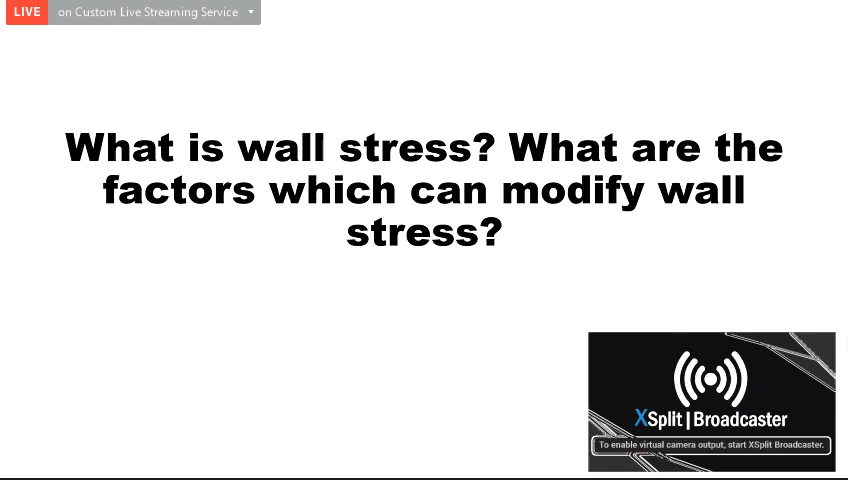 LIVE on Custom Live Streaming Service
What is wall stress? What are the
factors which can modify wall
stress?
XSplit | Broadcaster
To enable virtual camera output, start XSplit Broadcaster.